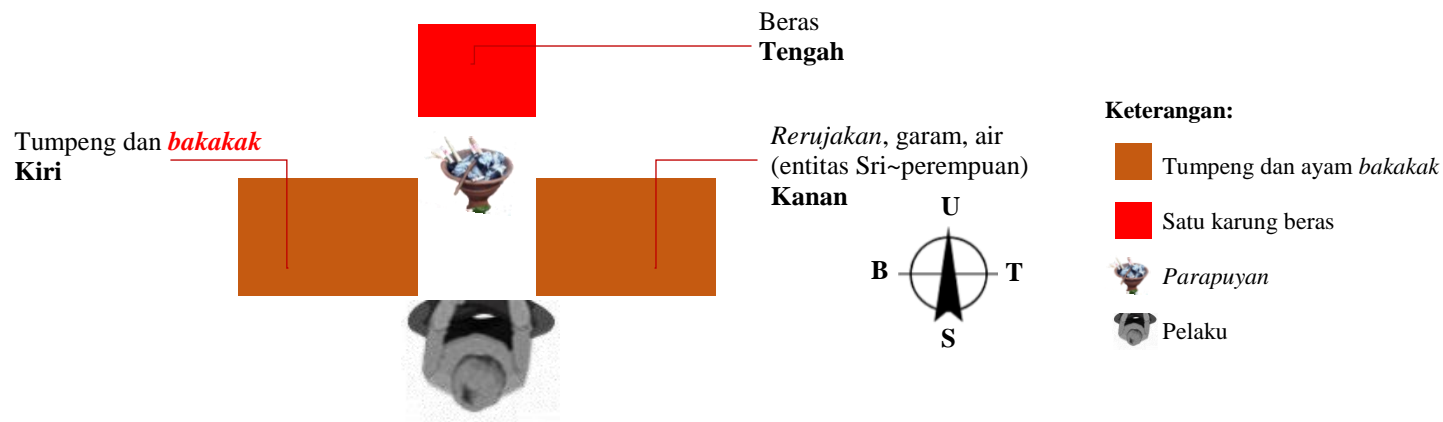 Beras
Tengah
Tumpeng dan bakakak
Kiri
Rerujakan, garam, air
(entitas Sri~perempuan)
Kanan
U
B
T
S
Keterangan:
Tumpeng dan ayam bakakak
Satu karung beras
Parapuyan
Pelaku